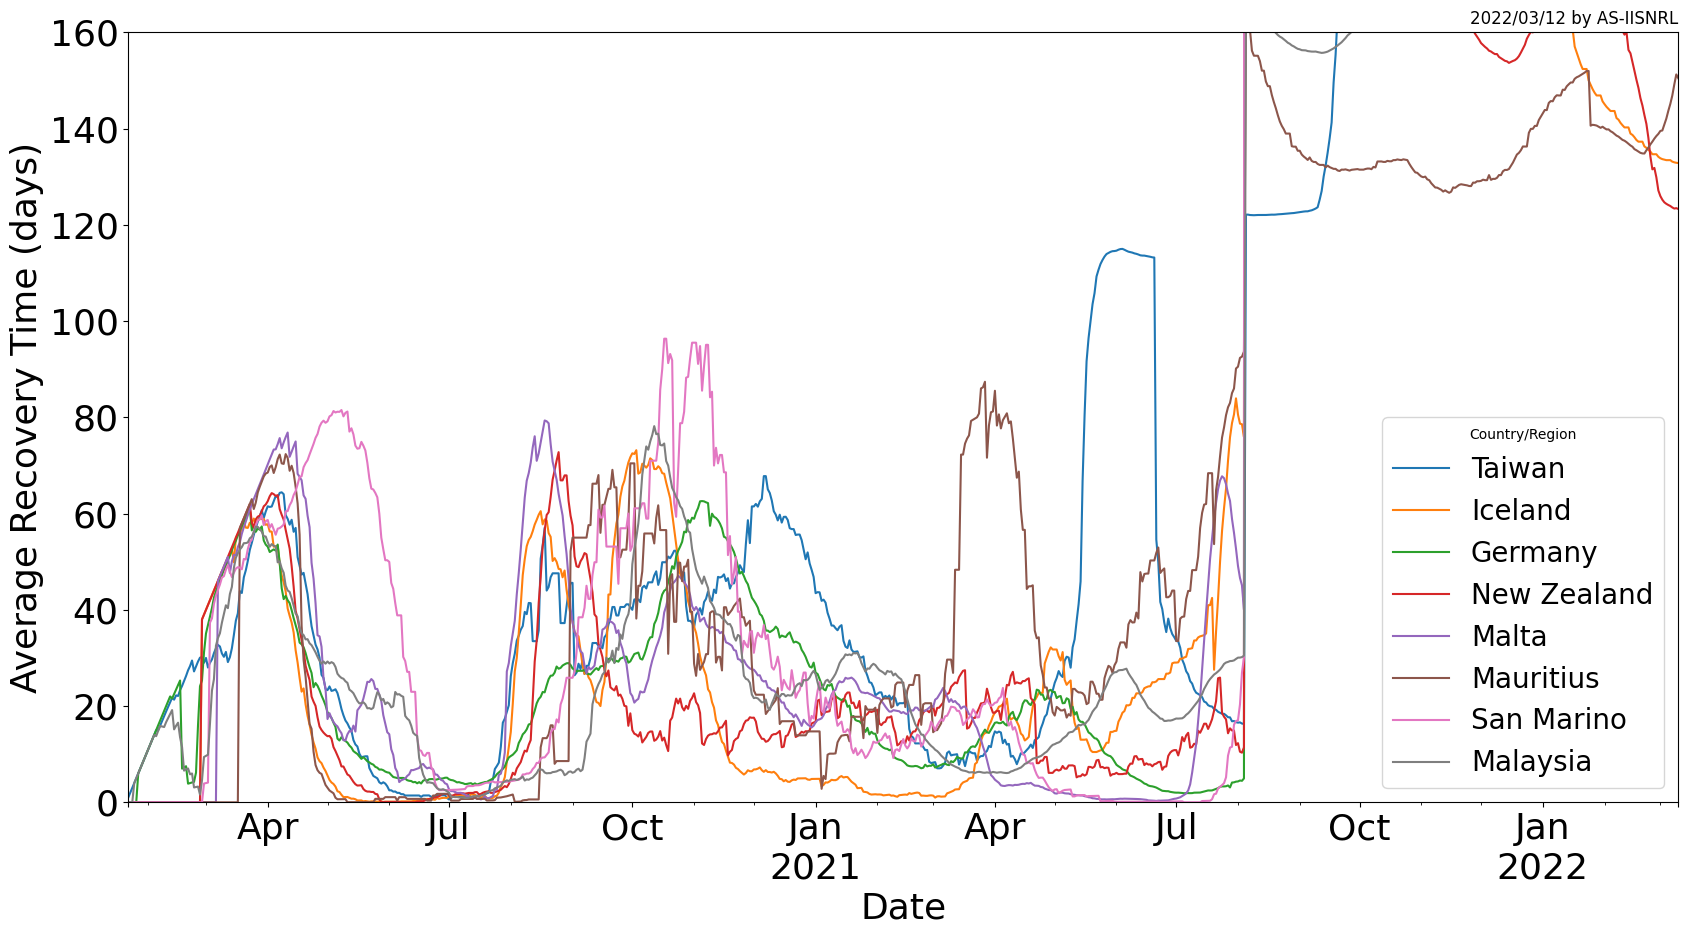 2022/03/12 by AS-IISNRL
Average Recovery Time (days)
160
140
120
100
80
60
40
20
0
Country/Region
Taiwan
Iceland
Germany
New Zealand
Malta
Mauritius
San Marino
Malaysia
Apr Jul Oct Jan Apr Jul Oct Jan
2021 2022
Date